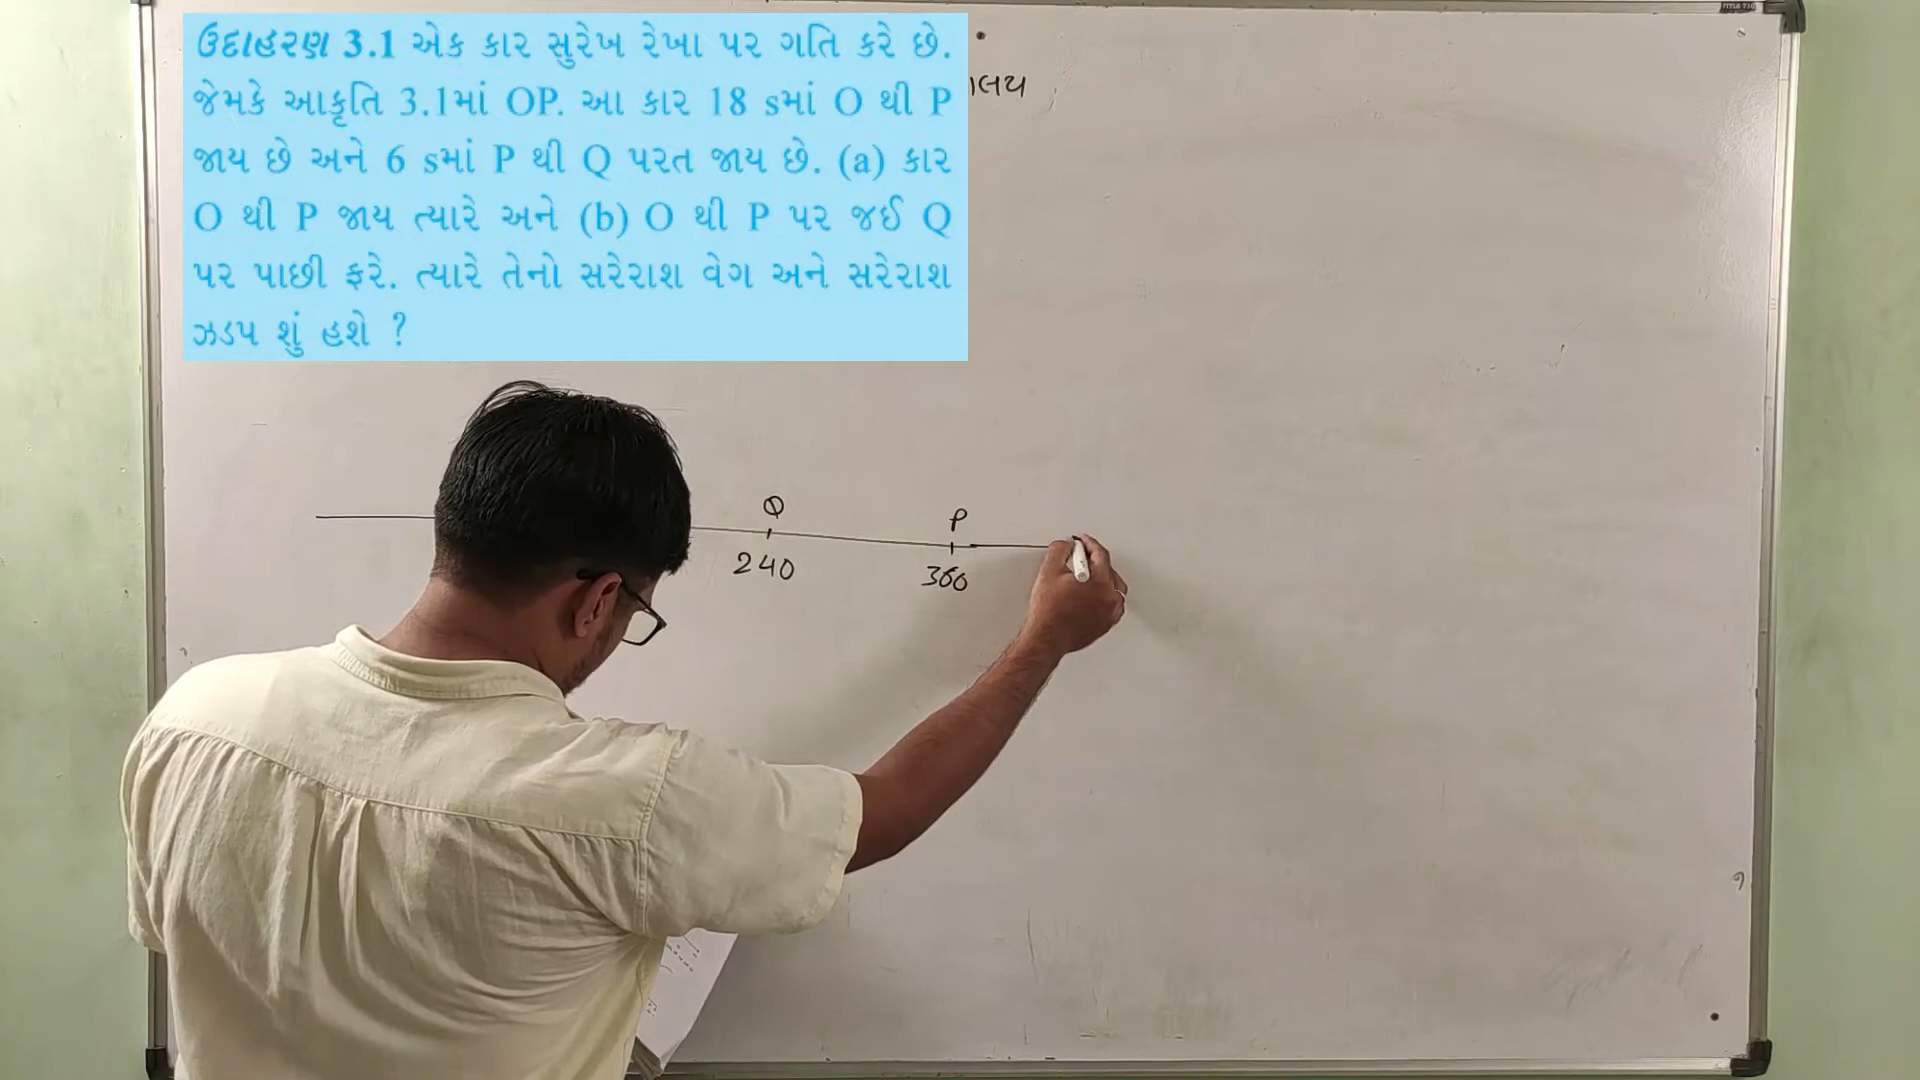 ઉદાહરણ 3.1 એક કાર સુરેખ રેખા પર ગતિ કરે છે.
જેમકે આકૃતિ 3.1માં OP. આ કાર 18 sમાં O થી P
જાય છે અને 6 sમાં P થી Q પરત જાય છે. (a) કાર
O થી P જાય ત્યારે અને (b) O થી P પર જઈ Q
પર પાછી ફરે. ત્યારે તેનો સરેરાશ વેગ અને સરેરાશ
ઝડપ શું હશે ?
Q
P
240
360